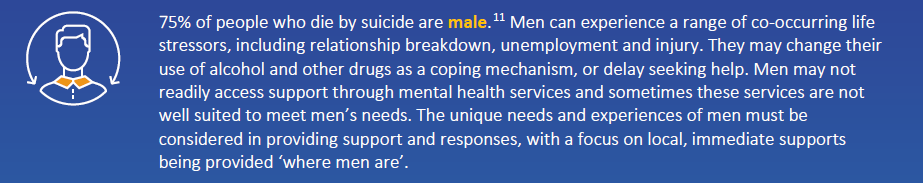 75% of people who die by suicide are male.¹¹ Men can experience a range of co-occurring life
stressors, including relationship breakdown, unemployment and injury. They may change their
use of alcohol and other drugs as a coping mechanism, or delay seeking help. Men may not
readily access support through mental health services and sometimes these services are not
well suited to meet men’s needs. The unique needs and experiences of men must be
considered in providing support and responses, with a focus on local, immediate supports
being provided ‘where men are’.